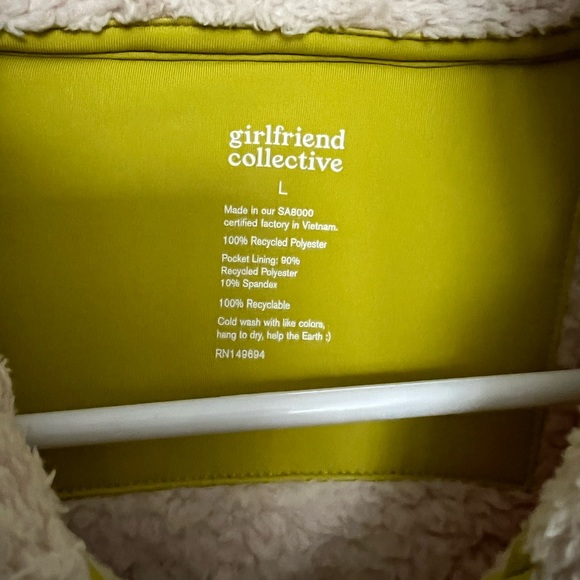 girlfriend
collective
L
Made in our SA8000
certified factory in Vietnam.
100% Recycled Polyester
Pocket Lining: 90%
Recycled Polyester
10% Spandex
100% Recyclable
Cold wash with like colors,
hang to dry, help the Earth :)
RN149694